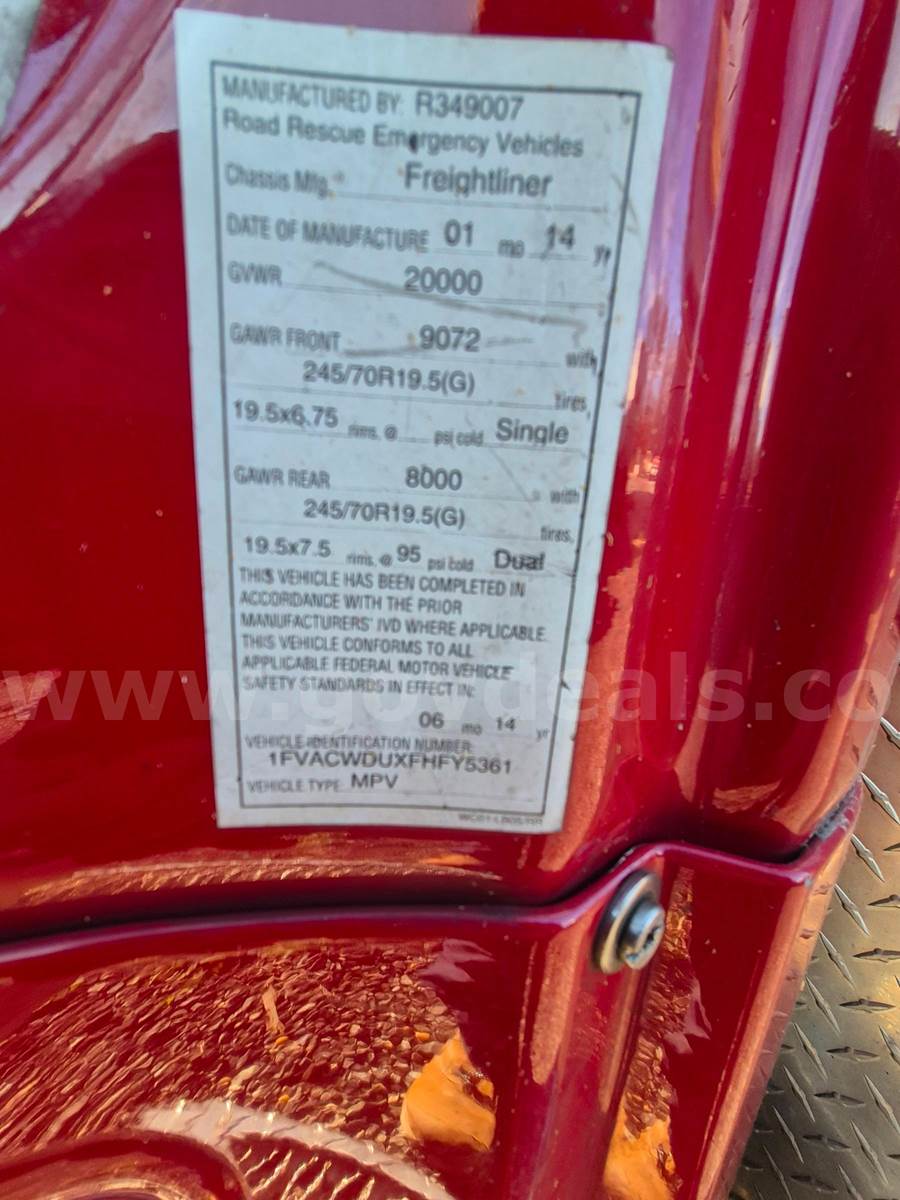 MANUFACTURED BY: R349007
Road Rescue Emergency Vehicles
Chassis Mfg. Freightliner
DATE OF MANUFACTURE 01 mo 14 yr
GVWR 20000
GAWR FRONT 9072 with
245/70R19.5(G) tires,
19.5x6.75 rims, @ psi cold Single
GAWR REAR 8000 with
245/70R19.5(G) tires,
19.5x7.5 rims, @ 95 psi cold Dual
THIS VEHICLE HAS BEEN COMPLETED IN
ACCORDANCE WITH THE PRIOR
MANUFACTURERS' IVD WHERE APPLICABLE.
THIS VEHICLE CONFORMS TO ALL
APPLICABLE FEDERAL MOTOR VEHICLE
SAFETY STANDARDS IN EFFECT IN:
www.govdeals.co
06 mo 14 yr
VEHICLE IDENTIFICATION NUMBER:
1FVACWDUXFHFY5361
VEHICLE TYPE MPV